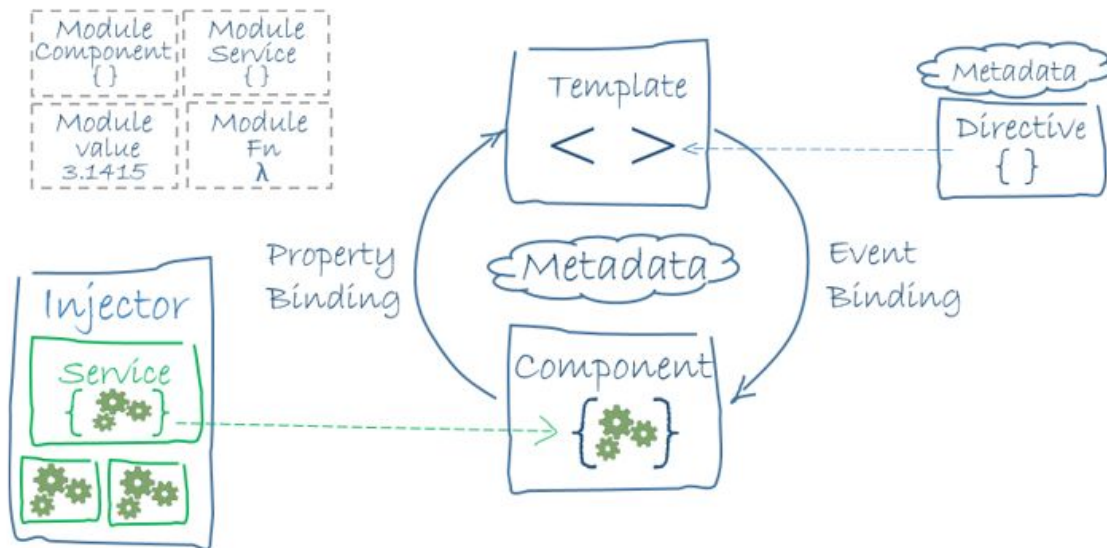 Module
Component
{ }
Module
Service
{ }
Module
value
3.1415
Module
Fn
λ
Template
< >
Metadata
Directive
{ }
Property
Binding
Metadata
Event
Binding
Injector
Service
{ }
Component
{ }